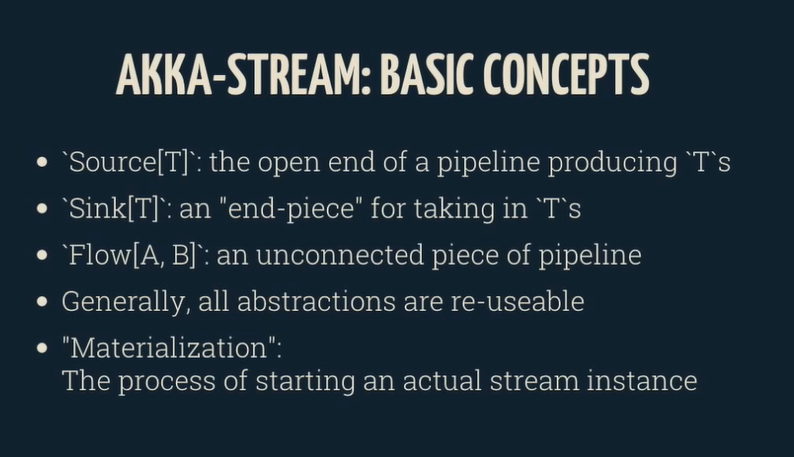 AKKA-STREAM: BASIC CONCEPTS
• `Source[T]`: the open end of a pipeline producing `T`s
• `Sink[T]`: an "end-piece" for taking in `T`s
• `Flow[A, B]`: an unconnected piece of pipeline
• Generally, all abstractions are re-useable
• "Materialization":
The process of starting an actual stream instance